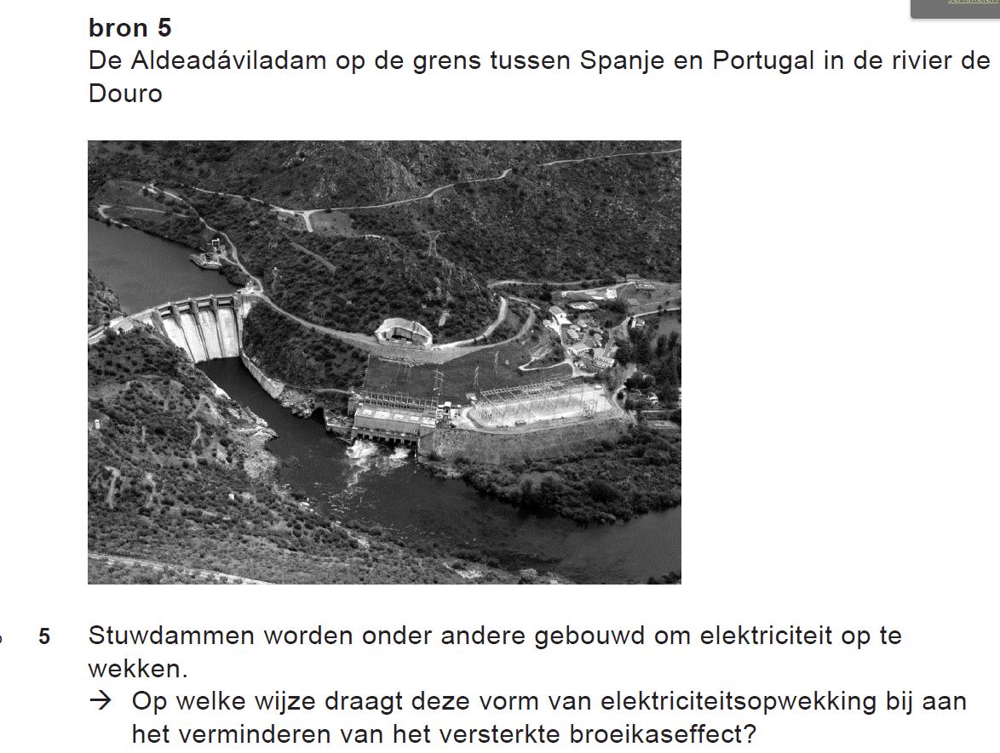 bron 5
De Aldeadáviladam op de grens tussen Spanje en Portugal in de rivier de
Douro
5 Stuwdammen worden onder andere gebouwd om elektriciteit op te
wekken.
→ Op welke wijze draagt deze vorm van elektriciteitsopwekking bij aan
het verminderen van het versterkte broeikaseffect?